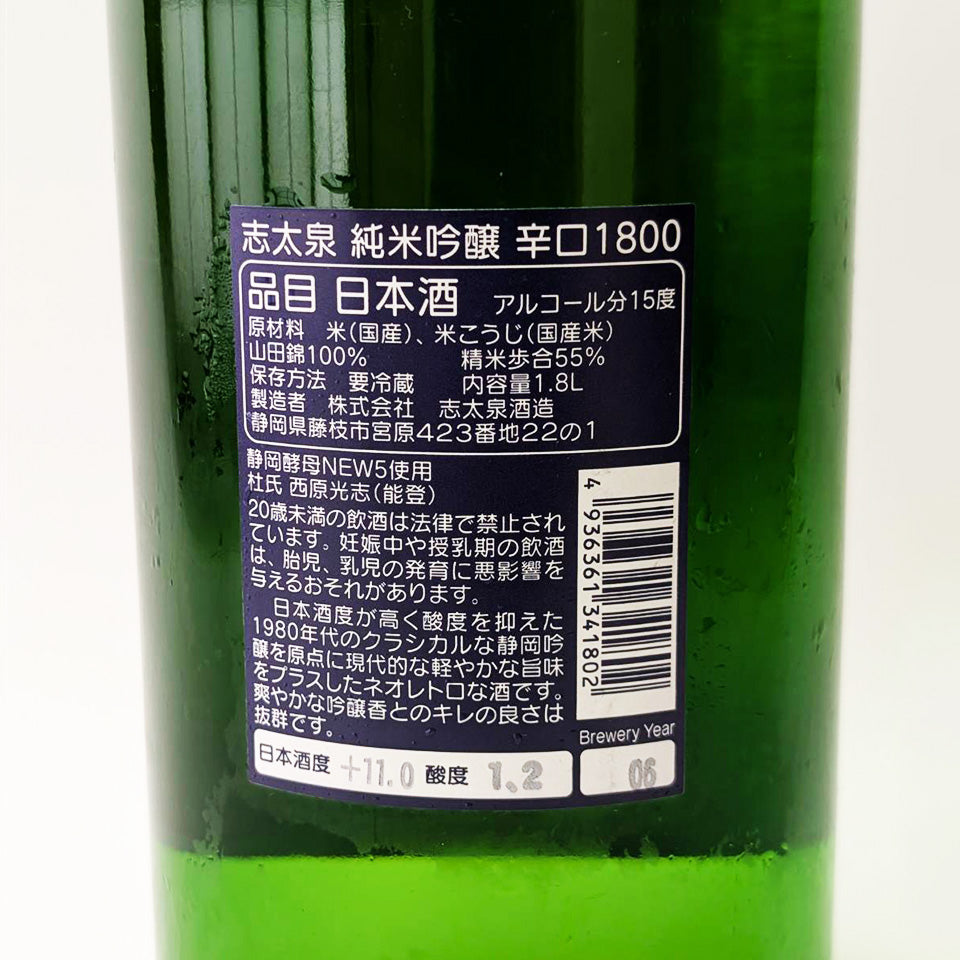 志太泉 純米吟醸 辛口1800
品目 日本酒 アルコール分15度
原材料 米(国産)、米こうじ(国産米)
山田錦100% 精米歩合55%
保存方法 要冷蔵 内容量1.8L
製造者 株式会社 志太泉酒造
静岡県藤枝市宮原423番地22の1
静岡酵母NEW5使用
杜氏 西原光志(能登)
20歳未満の飲酒は法律で禁止され
ています。妊娠中や授乳期の飲酒
は、胎児、乳児の発育に悪影響を
与えるおそれがあります。
日本酒度が高く酸度を抑えた
1980年代のクラシカルな静岡吟
醸を原点に現代的な軽やかな旨味
をプラスしたネオレトロな酒です。
爽やかな吟醸香とのキレの良さは
抜群です。
4936361341802
Brewery Year
日本酒度 +11.0 酸度 1.2 06